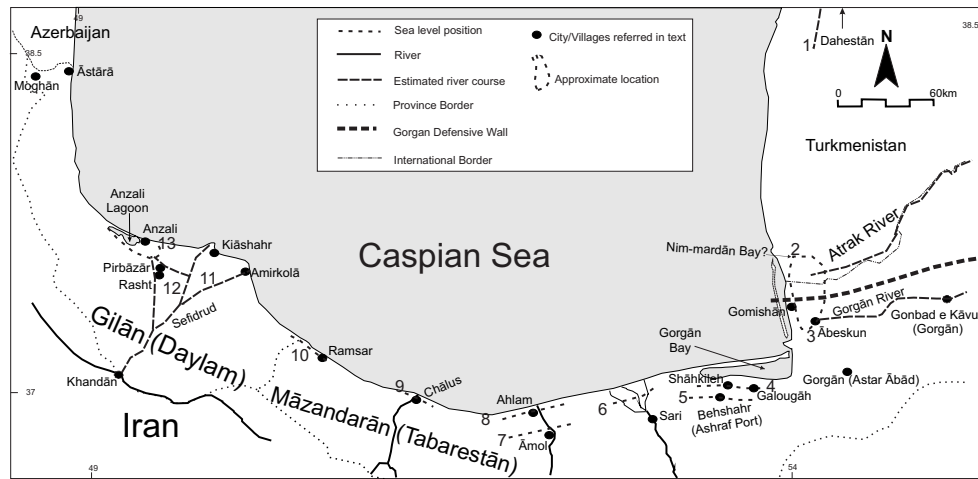 49
38.5
38.5
Azerbaijan
Āstārā
Moghān
Sea level position
River
Estimated river course
Province Border
Gorgan Defensive Wall
International Border
City/Villages referred in text
Approximate location
1
Dahestān
N
0
60km
Turkmenistan
Anzali
Lagoon
Anzali
13
Kiāshahr
Pirbāzār
Rasht
12
11
Amirkolā
Sefidrud
Caspian Sea
Nim-mardān Bay?
2
Atrak River
Gomishān
Gorgān River
Gonbad e Kāvus
(Gorgān)
3
Ābeskun
Gorgān
Bay
Gilān (Daylam)
10
Ramsar
Khandān
37
37
Iran
Māzandarān (Tabarestān)
9
Chālus
8
Ahlam
7
Āmol
6
Sari
Shāhkileh
4
Galougāh
5
Behshahr
(Ashraf Port)
Gorgān (Astar Ābād)
49
54